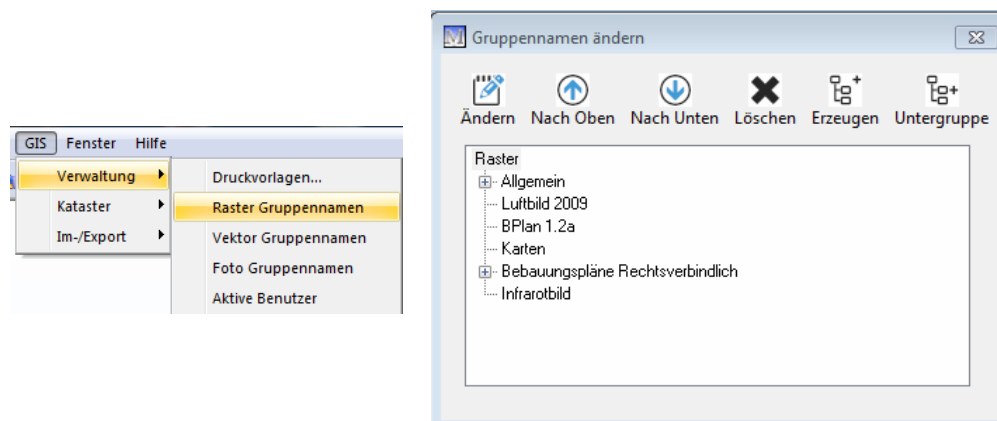 GIS Fenster Hilfe
Verwaltung
Kataster
Im-/Export
Druckvorlagen...
Raster Gruppennamen
Vektor Gruppennamen
Foto Gruppennamen
Aktive Benutzer
Gruppennamen ändern
Ändern Nach Oben Nach Unten Löschen Erzeugen Untergruppe
Raster
Allgemein
Luftbild 2009
BPlan 1.2a
Karten
Bebauungspläne Rechtsverbindlich
Infrarotbild